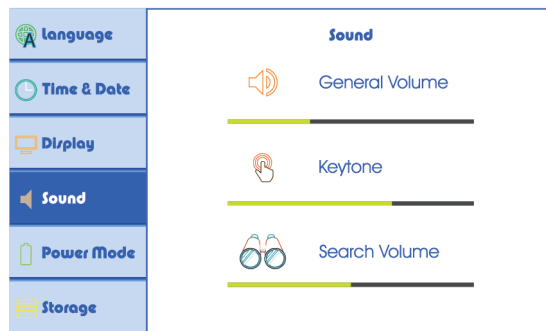 Language
Time & Date
Display
Sound
Power Mode
Storage
Sound
General Volume
Keytone
Search Volume